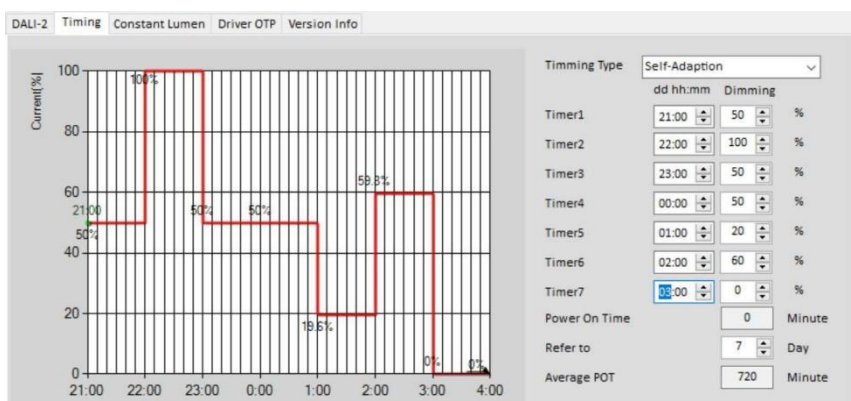 DALI-2 Timing Constant Lumen Driver OTP Version Info
Current[%]
100
80
60
40
20
0
21:00 22:00 23:00 0:00 1:00 2:00 3:00 4:00
21:00
50%
100%
50%
50%
19.6%
59.8%
0%
0%
Timming Type Self-Adaption
dd hh:mm Dimming
Timer1 21:00 50 %
Timer2 22:00 100 %
Timer3 23:00 50 %
Timer4 00:00 50 %
Timer5 01:00 20 %
Timer6 02:00 60 %
Timer7 03:00 0 %
Power On Time 0 Minute
Refer to 7 Day
Average POT 720 Minute